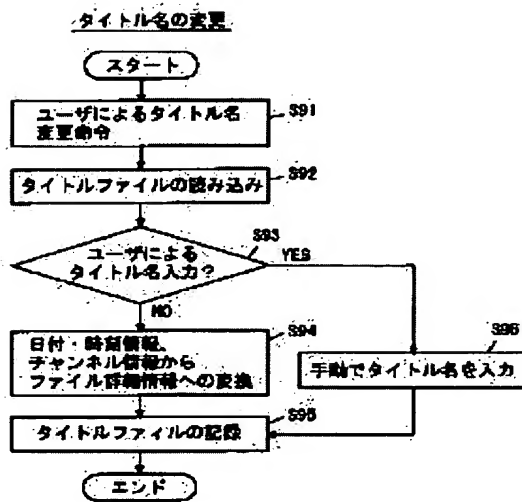 タイトル名の変更
スタート
ユーザによるタイトル名
変更命令
S91
タイトルファイルの読み込み
S92
ユーザによる
タイトル名入力?
S93
YES
NO
日付・時刻情報、
チャンネル情報から
ファイル詳細情報への変換
S94
手動でタイトル名を入力
S96
タイトルファィルの記録
S95
エンド